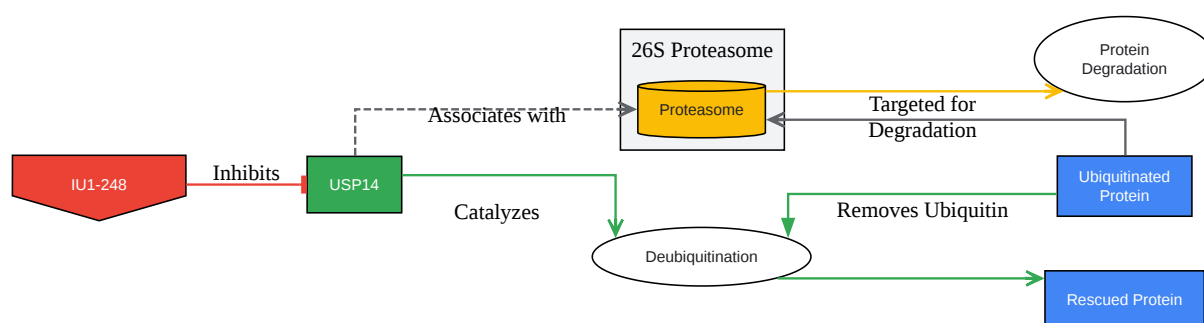 26S Proteasome
Protein
Degradation
Proteasome
Associates with
Targeted for
Degradation
Inhibits
IU1-248
USP14
Ubiquitinated
Protein
Catalyzes
Removes Ubiquitin
Deubiquitination
Rescued Protein